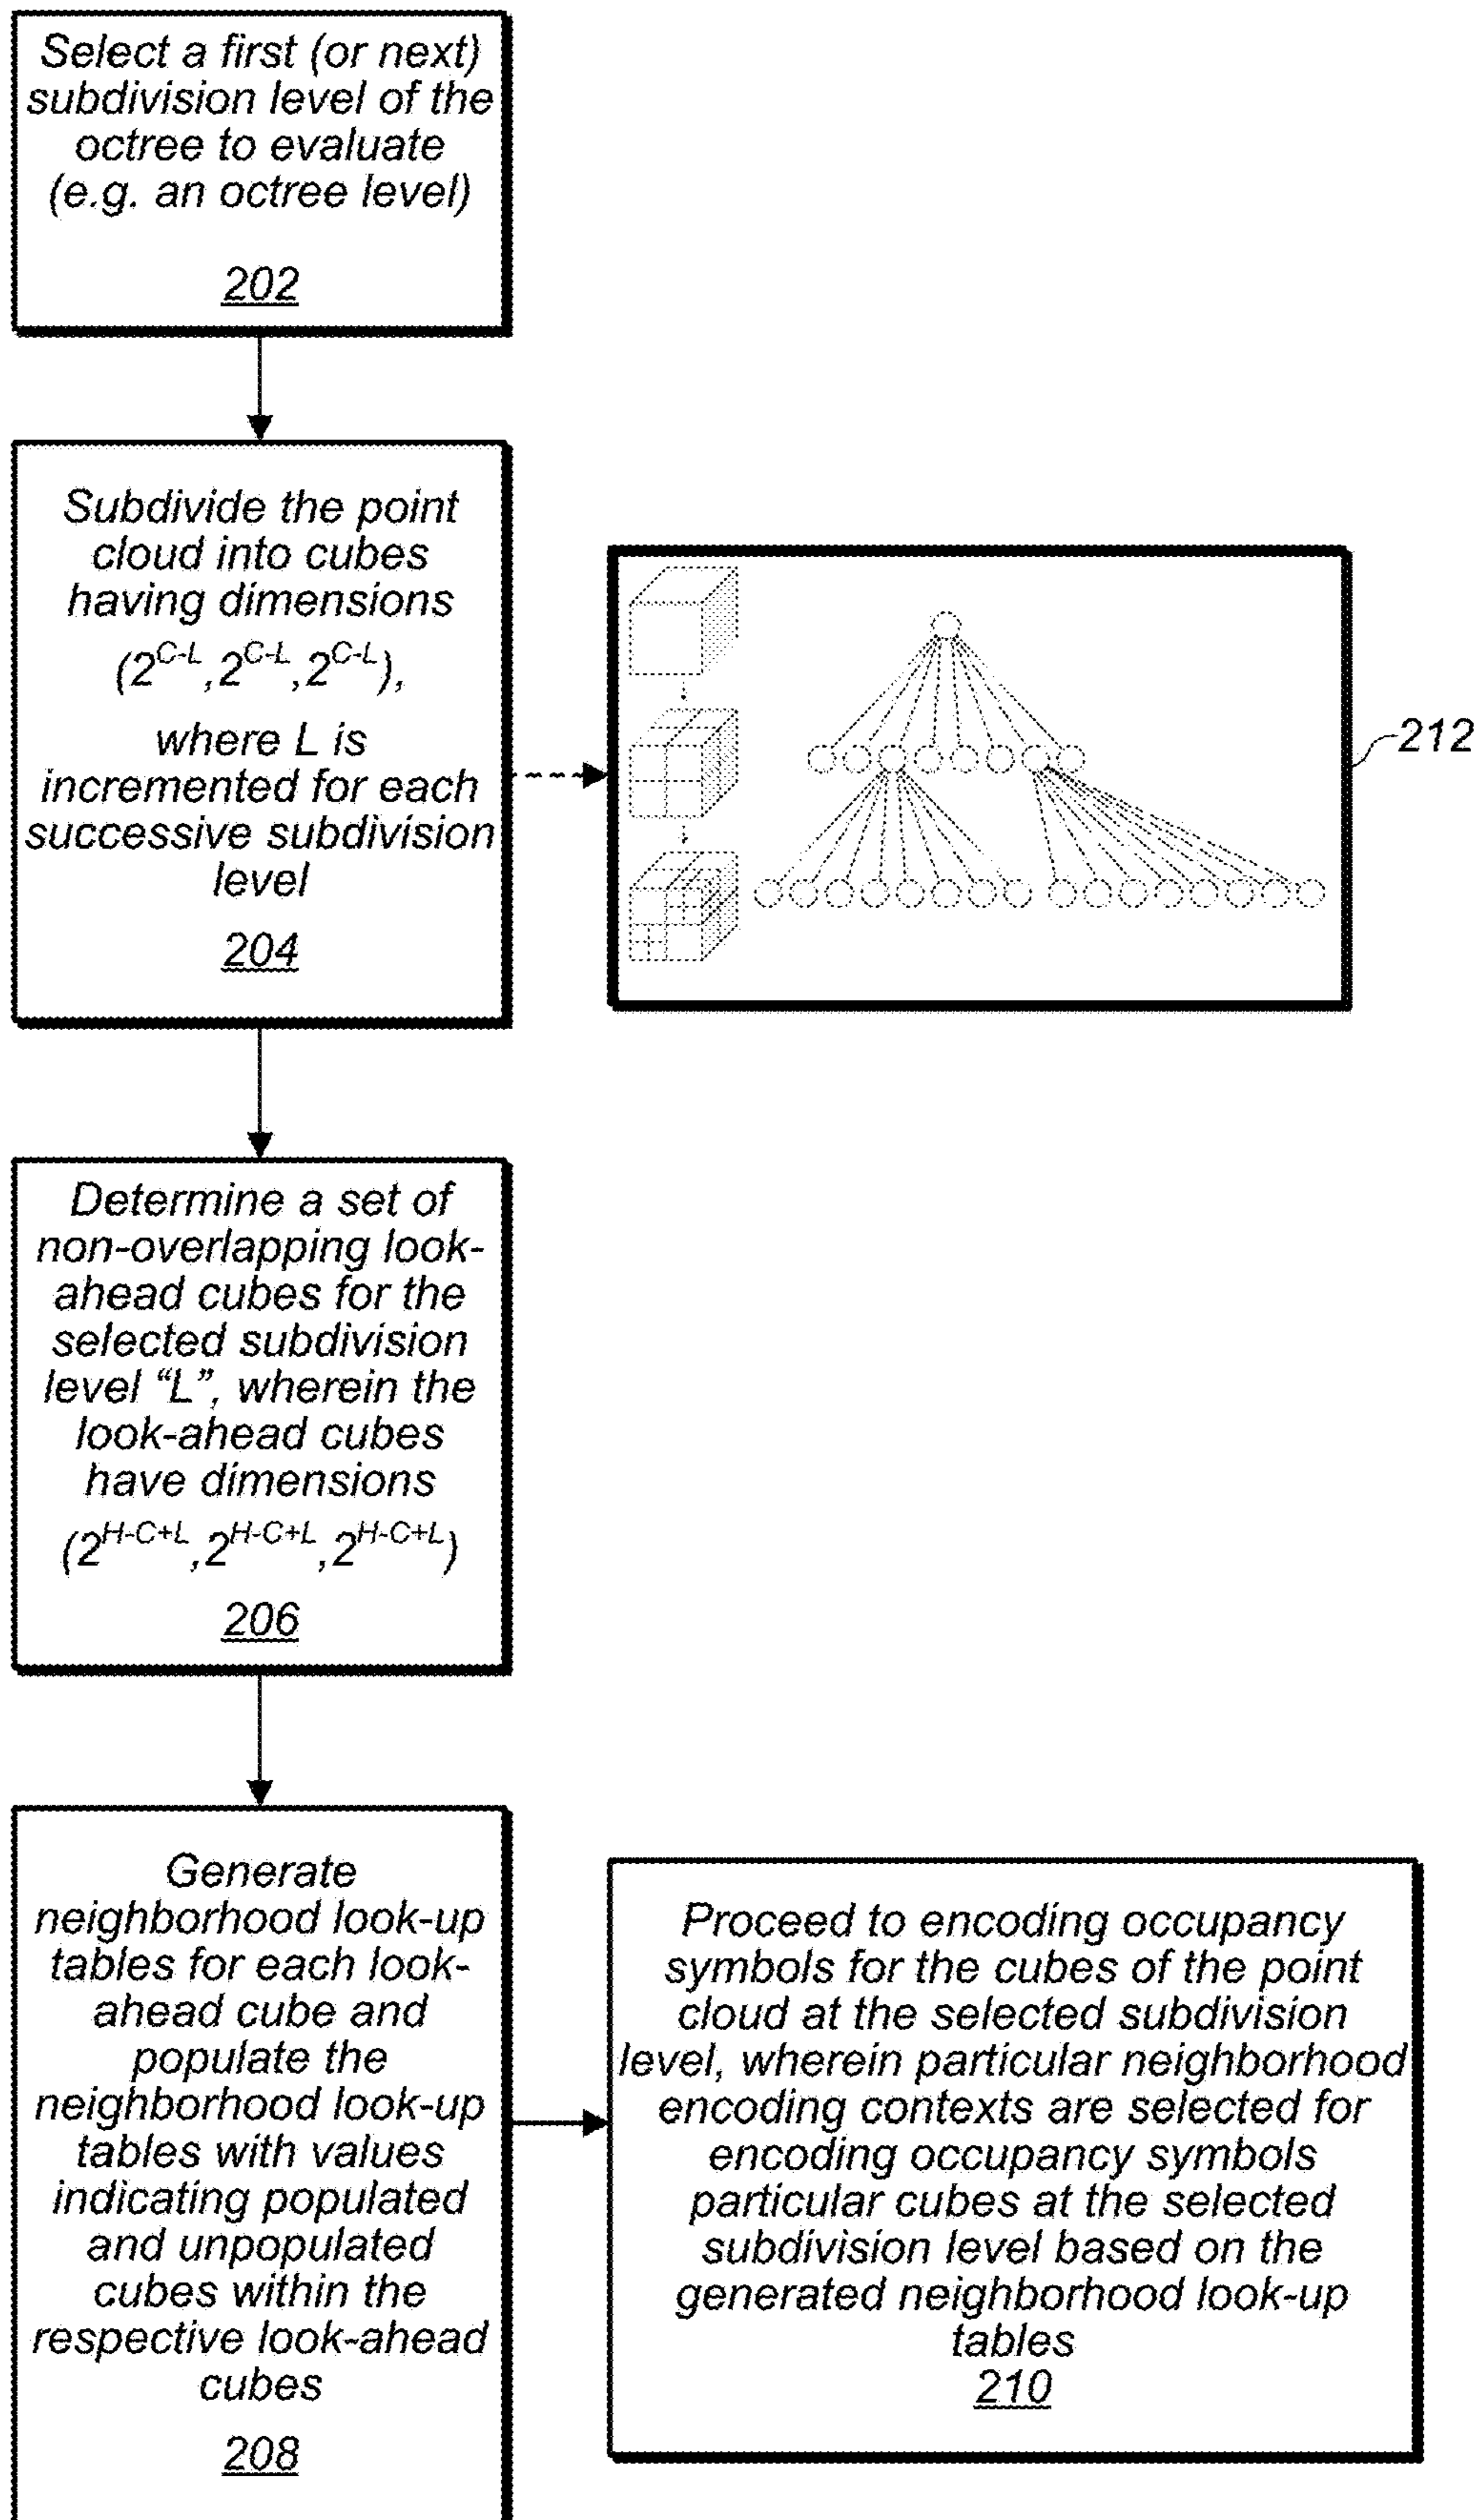 Select a first (or next)
subdivision level of the
octree to evaluate
(e.g. an octree level)
202
Subdivide the point
cloud into cubes
having dimensions
(2^C-L, 2^C-L, 2^C-L),
where L is
incremented for each
successive subdivision
level
204
212
Determine a set of
non-overlapping look-
ahead cubes for the
selected subdivision
level “L”, wherein the
look-ahead cubes
have dimensions
(2^H-C+L, 2^H-C+L, 2^H-C+L)
206
Generate
neighborhood look-up
tables for each look-
ahead cube and
populate the
neighborhood look-up
tables with values
indicating populated
and unpopulated
cubes within the
respective look-ahead
cubes
208
Proceed to encoding occupancy
symbols for the cubes of the point
cloud at the selected subdivision
level, wherein particular neighborhood
encoding contexts are selected for
encoding occupancy symbols
particular cubes at the selected
subdivision level based on the
generated neighborhood look-up
tables
210